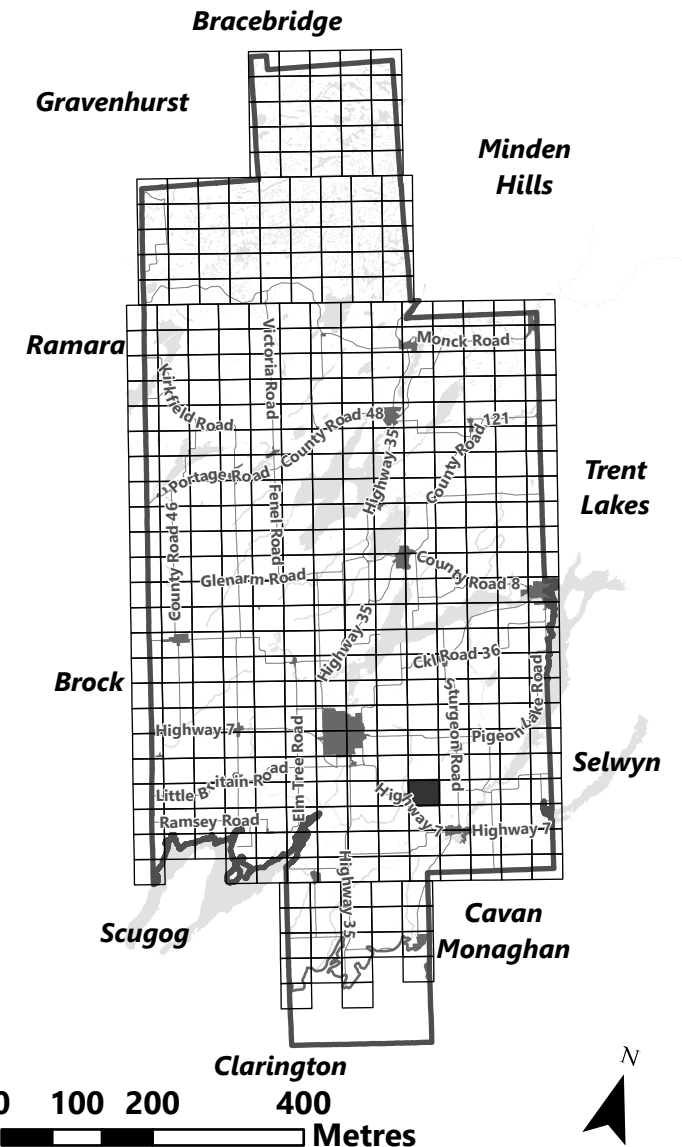 Bracebridge
Gravenhurst
Minden
Hills
Ramara
Monck Road
Victoria Road
Kirkfield Road
County Road 48
County Road 121
Highway 35
Portage Road
Trent
Lakes
County Road 46
Fenel Road
Glenarm Road
County Road 8
Highway 35
Ckl Road 36
Brock
Sturgeon Road
Pigeon Lake Road
Highway 7
Elm Tree Road
Selwyn
Little Britain Road
Highway 7
Ramsey Road
Highway 7
Highway 35
Scugog
Cavan
Monaghan
Clarington
N
0 100 200 400
Metres